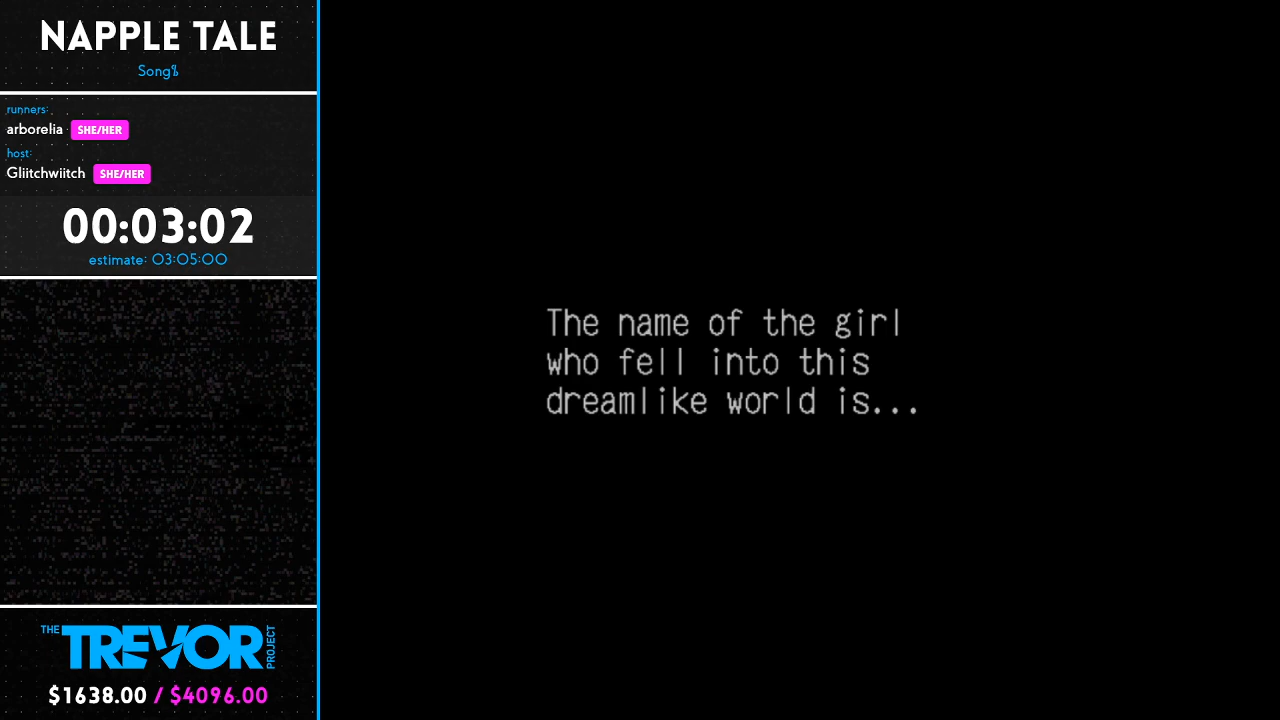 NAPPLE TALE
Song%
runners:
arborelia SHE/HER
host:
Gliitchwiitch SHE/HER
00:03:02
estimate: 03:05:00
The name of the girl
who fell into this
dreamlike world is...
THE TREVOR PROJECT
$1638.00 / $4096.00